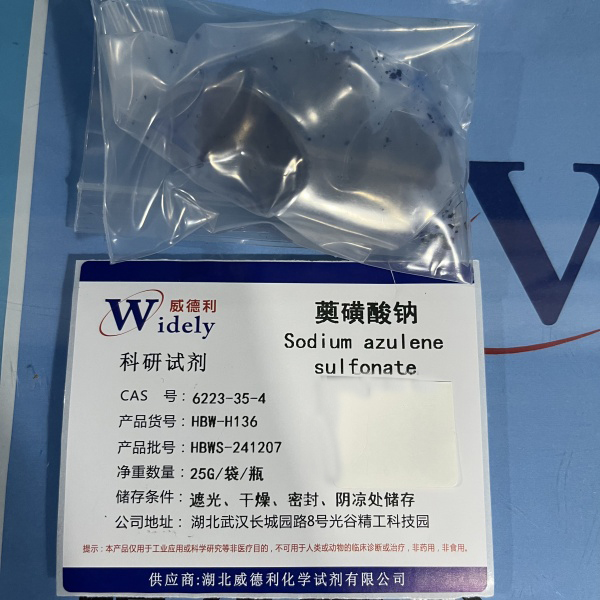 威德利
Widely
科研试剂
薁磺酸钠
Sodium azulene
sulfonate
CAS 号：6223-35-4
产品货号：HBW-H136
产品批号：HBWS-241207
净重数量：25G/袋/瓶
储存条件：遮光、干燥、密封、阴凉处储存
公司地址：湖北武汉长城园路8号光谷精工科技园
提示：本产品仅用于工业应用或科学研究等非医疗目的，不可用于人类或动物的临床诊断或治疗，非药用，非食用。
供应商:湖北威德利化学试剂有限公司
W